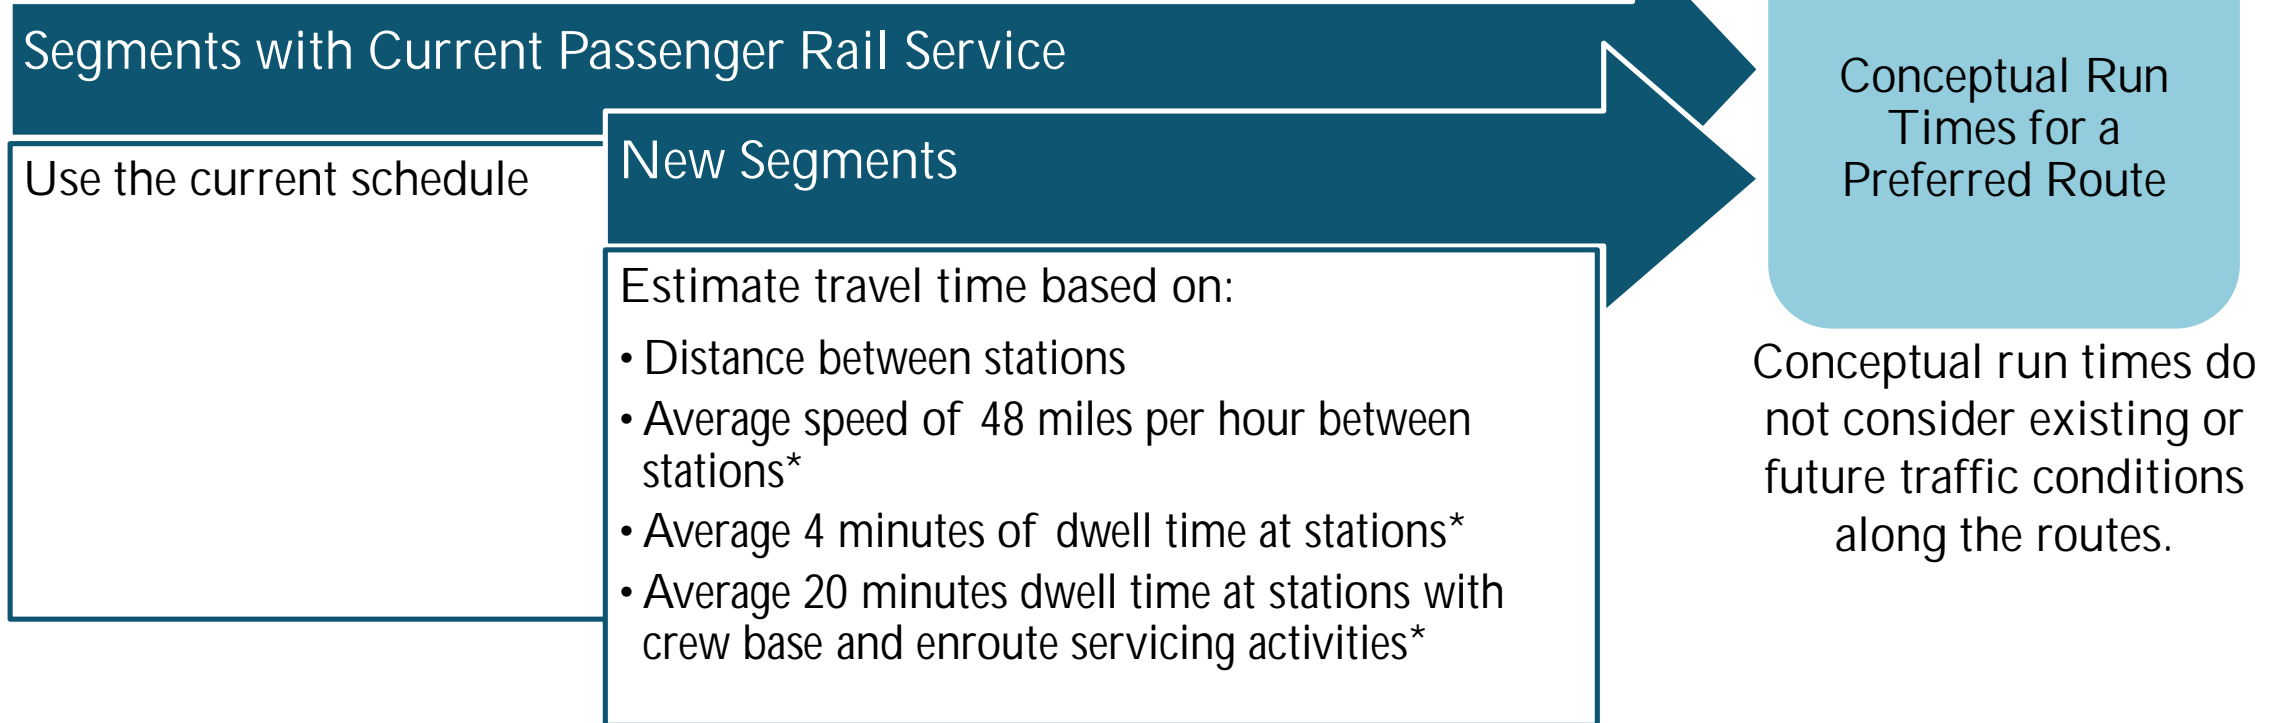 Segments with Current Passenger Rail Service
Use the current schedule
New Segments
Estimate travel time based on:
• Distance between stations
• Average speed of 48 miles per hour between
stations*
• Average 4 minutes of dwell time at stations*
• Average 20 minutes dwell time at stations with
crew base and enroute servicing activities*
Conceptual Run
Times for a
Preferred Route
Conceptual run times do
not consider existing or
future traffic conditions
along the routes.